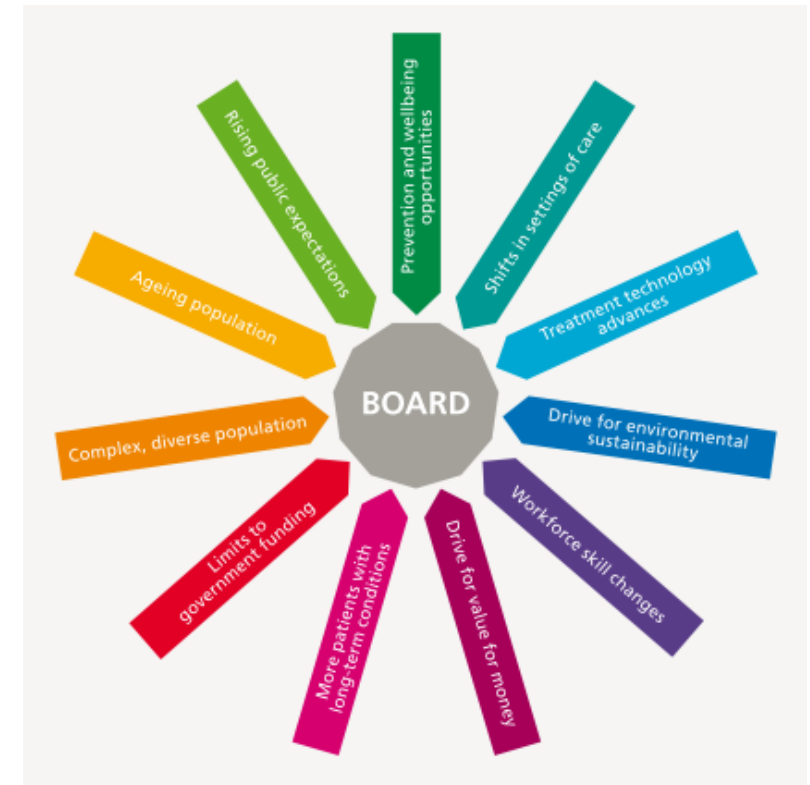 Prevention and wellbeing
opportunities
Shifts in settings of care
Treatment technology
advances
Drive for environmental
sustainability
Workforce skill changes
Drive for value for money
More patients with
long-term conditions
Limits to
government funding
Complex, diverse population
Ageing population
Rising public expectations
BOARD